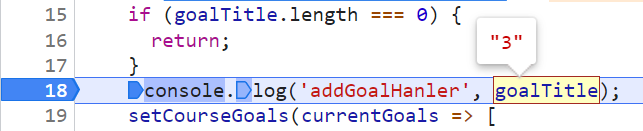 15 if (goalTitle.length === 0) {
16 return;
"3"
17 }
18 console.log('addGoalHanler', goalTitle);
19 setCourseGoals(currentGoals => [